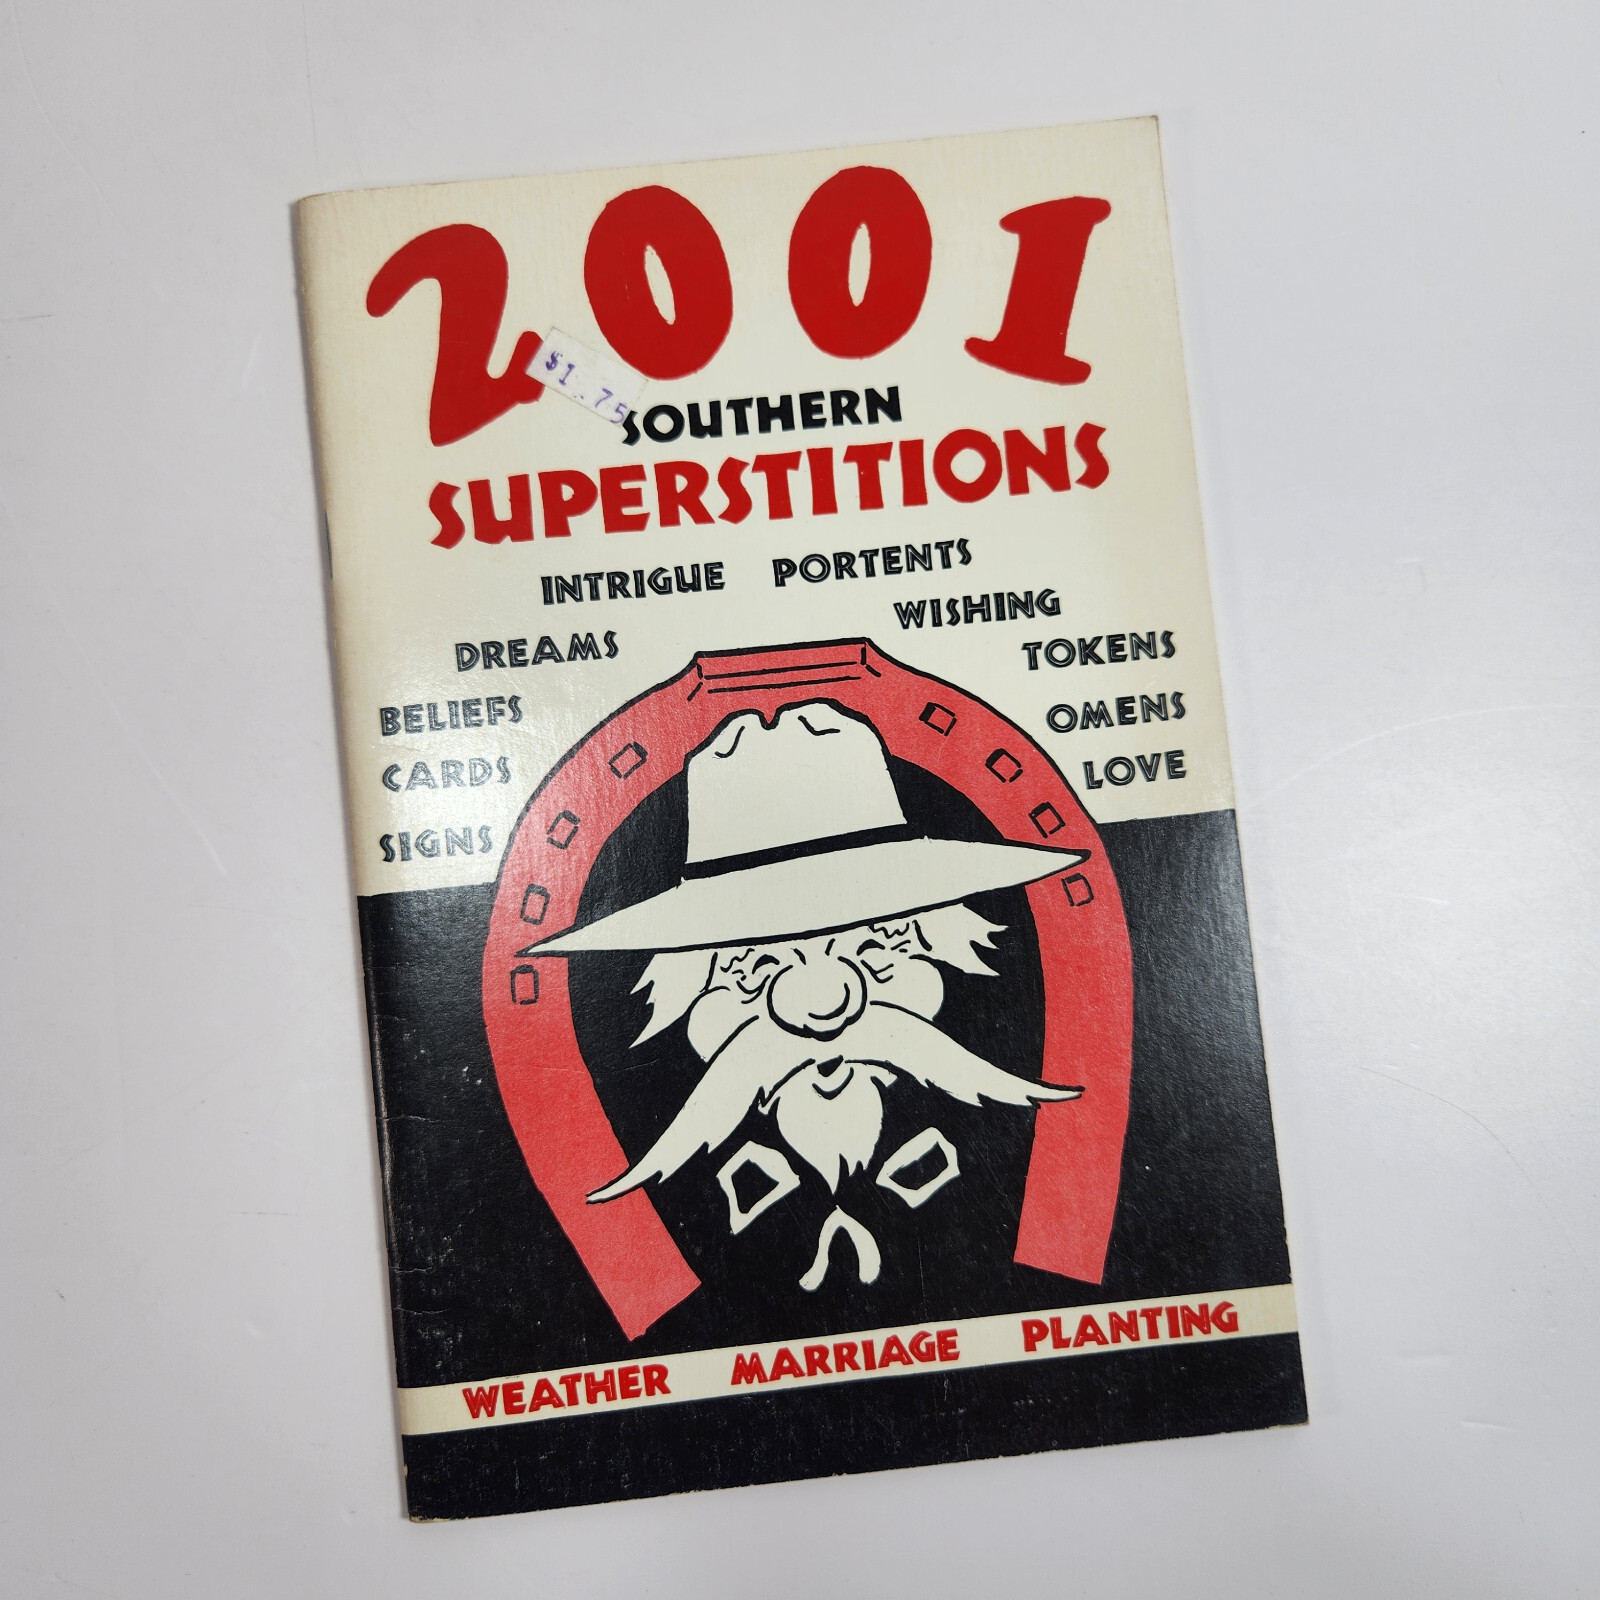 2001
$1.75
SOUTHERN
SUPERSTITIONS
INTRIGUE PORTENTS
WISHING
DREAMS
TOKENS
BELIEFS
OMENS
CARDS
LOVE
SIGNS
WEATHER MARRIAGE PLANTING